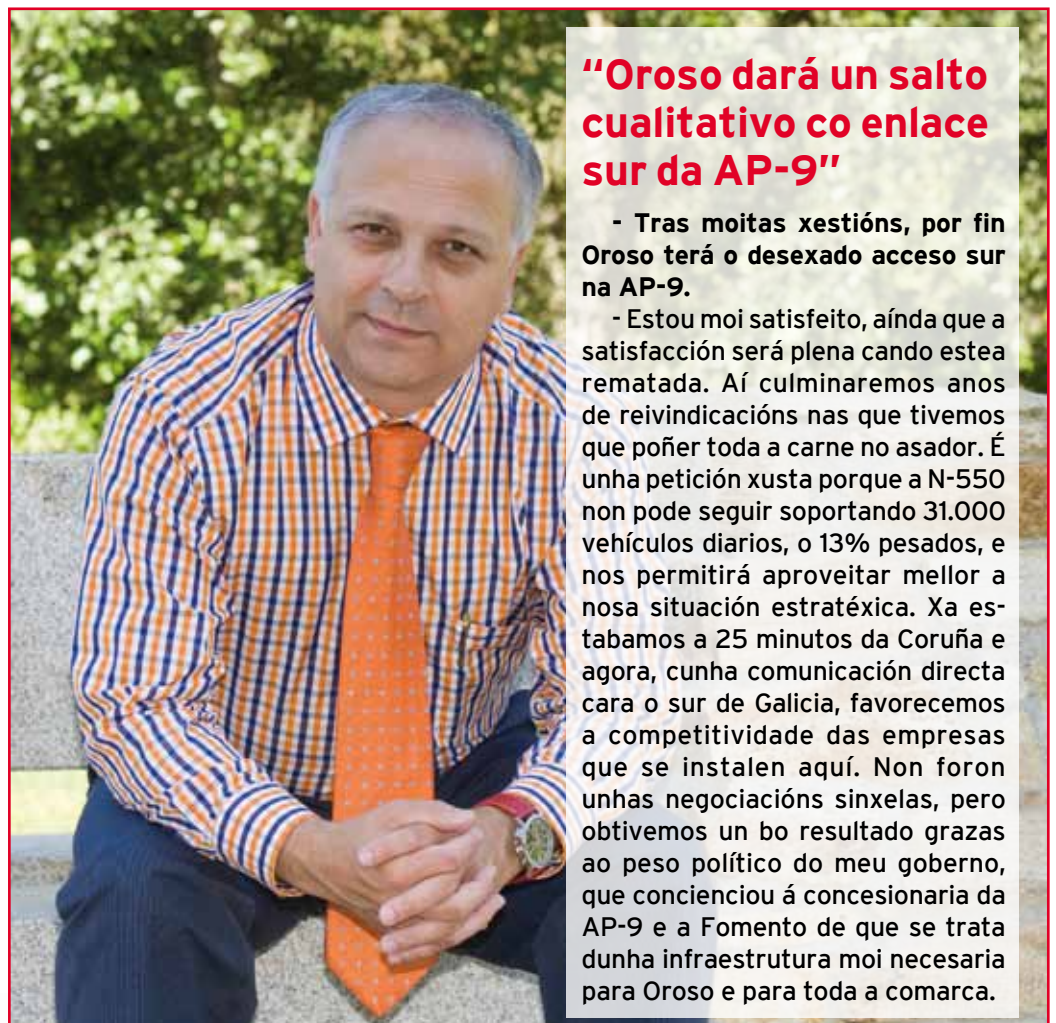 “Oroso dará un salto
cualitativo co enlace
sur da AP-9”
- Tras moitas xestións, por fin
Oroso terá o desexado acceso sur
na AP-9.
- Estou moi satisfeito, aínda que a
satisfacción será plena cando estea
rematada. Aí culminaremos anos
de reivindicacións nas que tivemos
que poñer toda a carne no asador. É
unha petición xusta porque a N-550
non pode seguir soportando 31.000
vehículos diarios, o 13% pesados, e
nos permitirá aproveitar mellor a
nosa situación estratéxica. Xa es-
tabamos a 25 minutos da Coruña e
agora, cunha comunicación directa
cara o sur de Galicia, favorecemos
a competitividade das empresas
que se instalen aquí. Non foron
unhas negociacións sinxelas, pero
obtivemos un bo resultado grazas
ao peso político do meu goberno,
que concienciou á concesionaria da
AP-9 e a Fomento de que se trata
dunha infraestrutura moi necesaria
para Oroso e para toda a comarca.